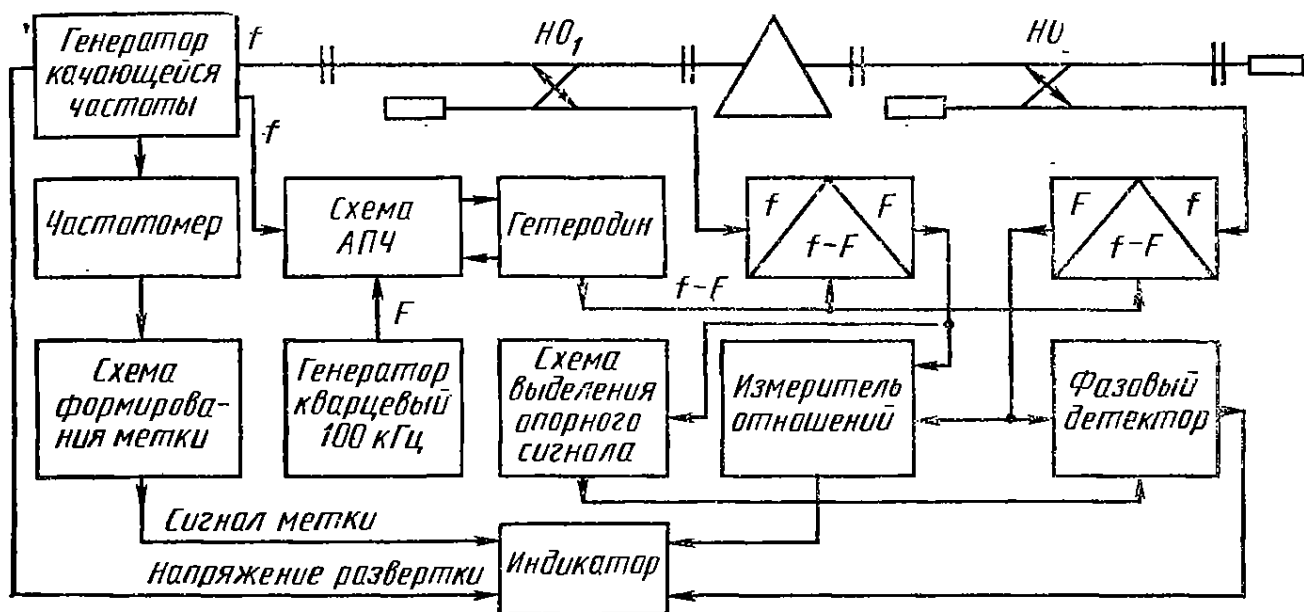 Генератор
качающейся
частоты
f
НО₁
НО
f
Частотомер
Схема
АПЧ
Гетеродин
f
F
f-F
F
f
f-F
f-F
F
Схема
формирова-
ния метки
Генератор
кварцевый
100 кГц
Схема
выделения
опорного
сигнала
Измеритель
отношений
Фазовый
детектор
Сигнал метки
Напряжение развертки
Индикатор